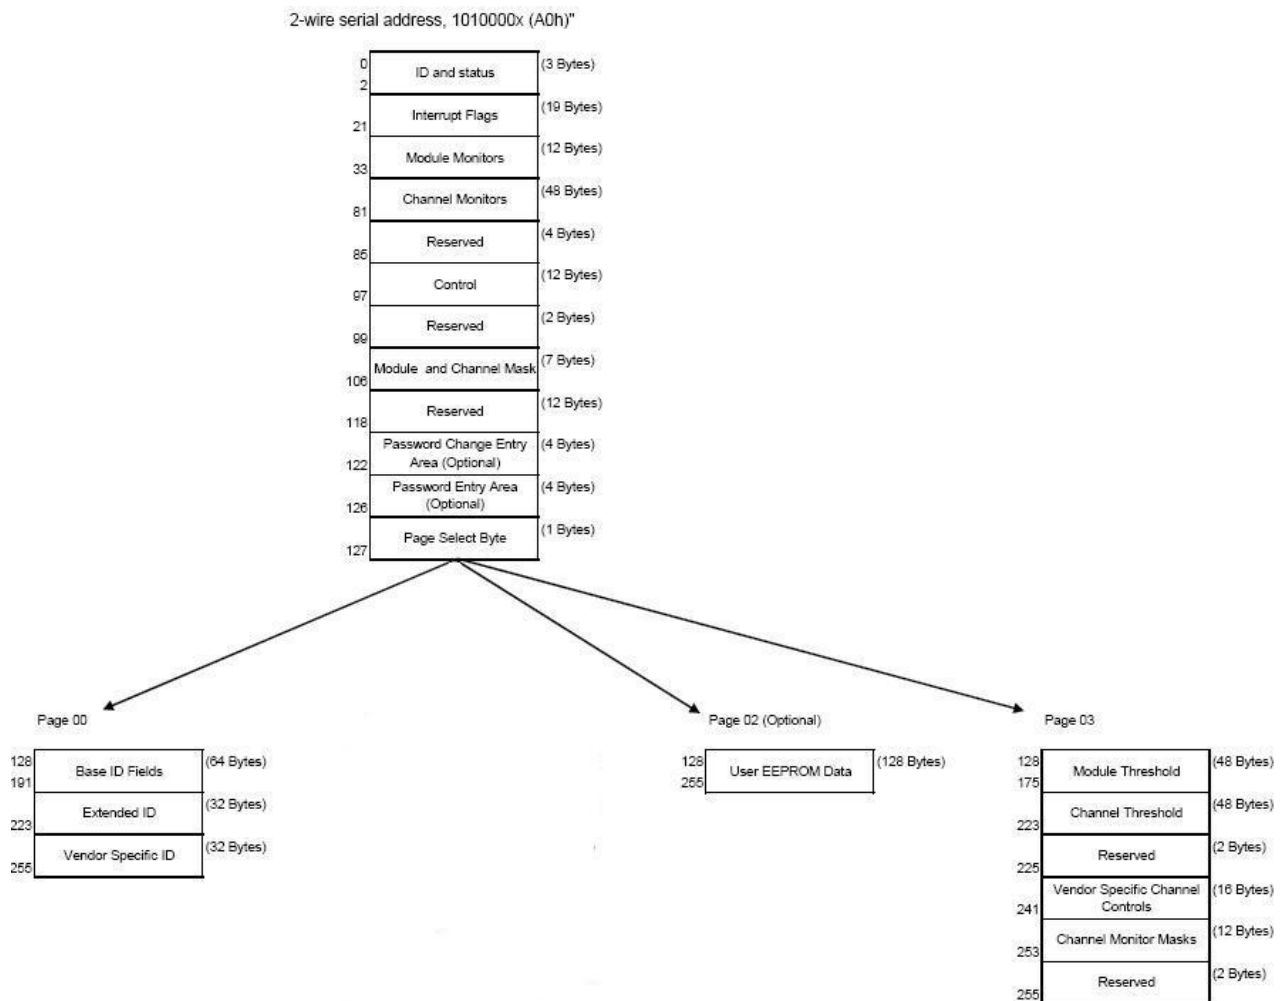 2-wire serial address, 1010000x (A0h)"
0
2
ID and status
(3 Bytes)
21
Interrupt Flags
(19 Bytes)
33
Module Monitors
(12 Bytes)
81
Channel Monitors
(48 Bytes)
85
Reserved
(4 Bytes)
97
Control
(12 Bytes)
99
Reserved
(2 Bytes)
106
Module and Channel Mask
(7 Bytes)
118
Reserved
(12 Bytes)
122
Password Change Entry
Area (Optional)
(4 Bytes)
126
Password Entry Area
(Optional)
(4 Bytes)
127
Page Select Byte
(1 Bytes)
Page 00
128
191
Base ID Fields
(64 Bytes)
223
Extended ID
(32 Bytes)
255
Vendor Specific ID
(32 Bytes)
Page 02 (Optional)
128
255
User EEPROM Data
(128 Bytes)
Page 03
128
175
Module Threshold
(48 Bytes)
223
Channel Threshold
(48 Bytes)
225
Reserved
(2 Bytes)
241
Vendor Specific Channel
Controls
(16 Bytes)
253
Channel Monitor Masks
(12 Bytes)
255
Reserved
(2 Bytes)